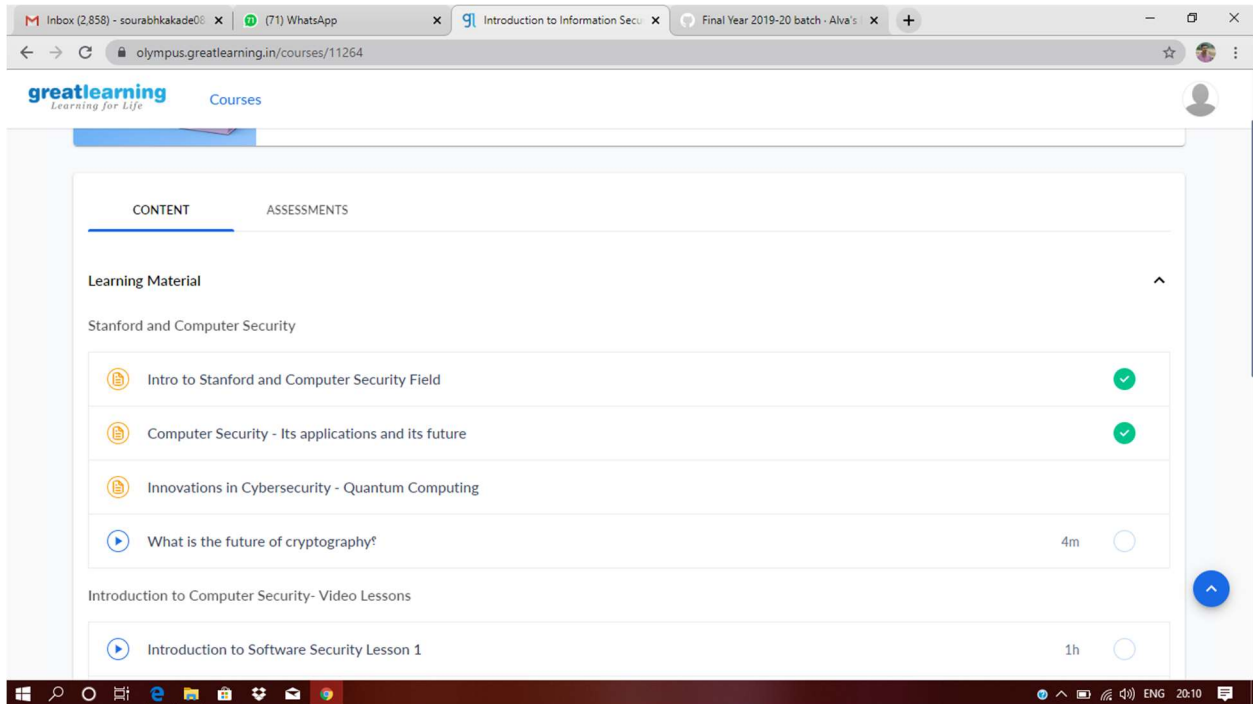 Inbox (2,858) - sourabhkakade08
(71) WhatsApp
Introduction to Information Secu
Final Year 2019-20 batch · Alva's
olympus.greatlearning.in/courses/11264
greatlearning
Learning for Life
Courses
CONTENT
ASSESSMENTS
Learning Material
Stanford and Computer Security
Intro to Stanford and Computer Security Field
Computer Security - Its applications and its future
Innovations in Cybersecurity - Quantum Computing
What is the future of cryptography?
4m
Introduction to Computer Security- Video Lessons
Introduction to Software Security Lesson 1
1h
ENG 20:10